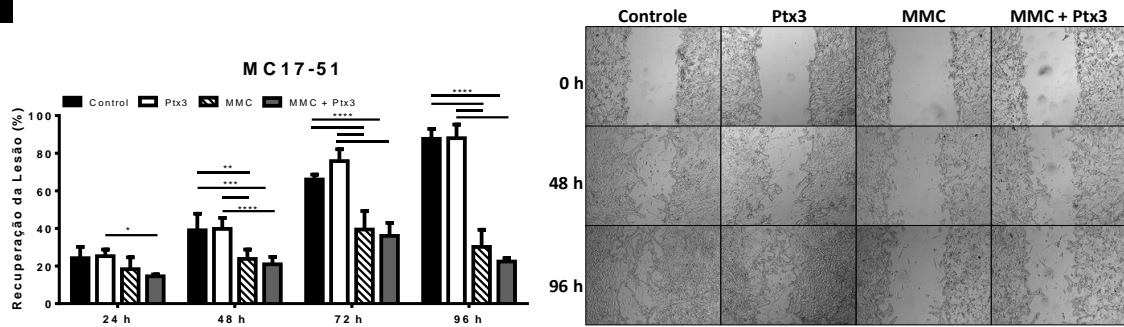 MC17-51
Control Ptx3 MMC MMC + Ptx3
Recuperação da Lesão (%)
100
80
60
40
20
0
*
**
***
****
****
****
24 h 48 h 72 h 96 h
Controle Ptx3 MMC MMC + Ptx3
0 h
48 h
96 h